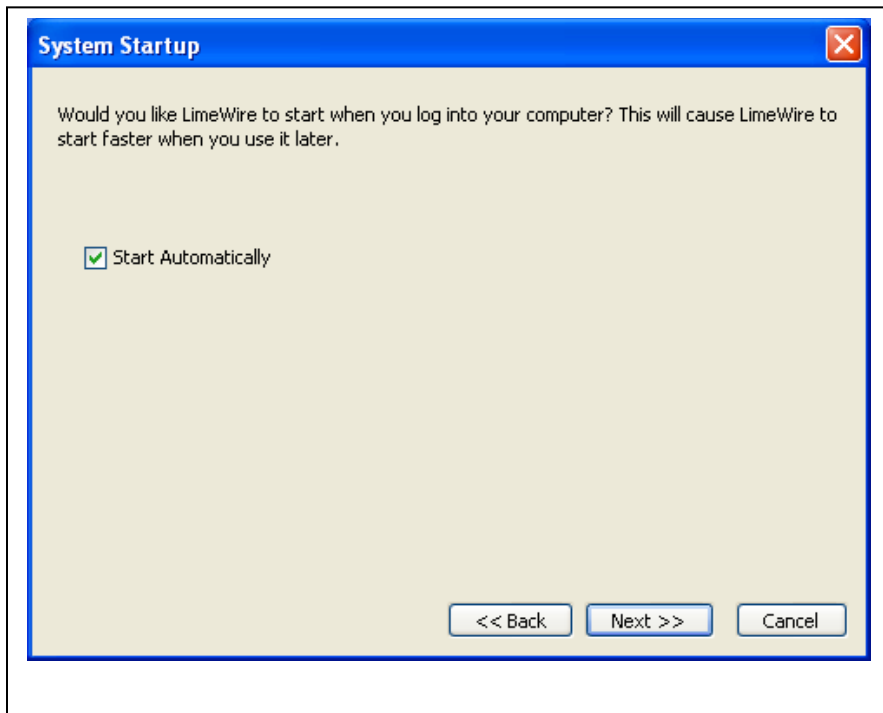 System Startup
Would you like LimeWire to start when you log into your computer? This will cause LimeWire to
start faster when you use it later.
Start Automatically
<< Back
Next >>
Cancel